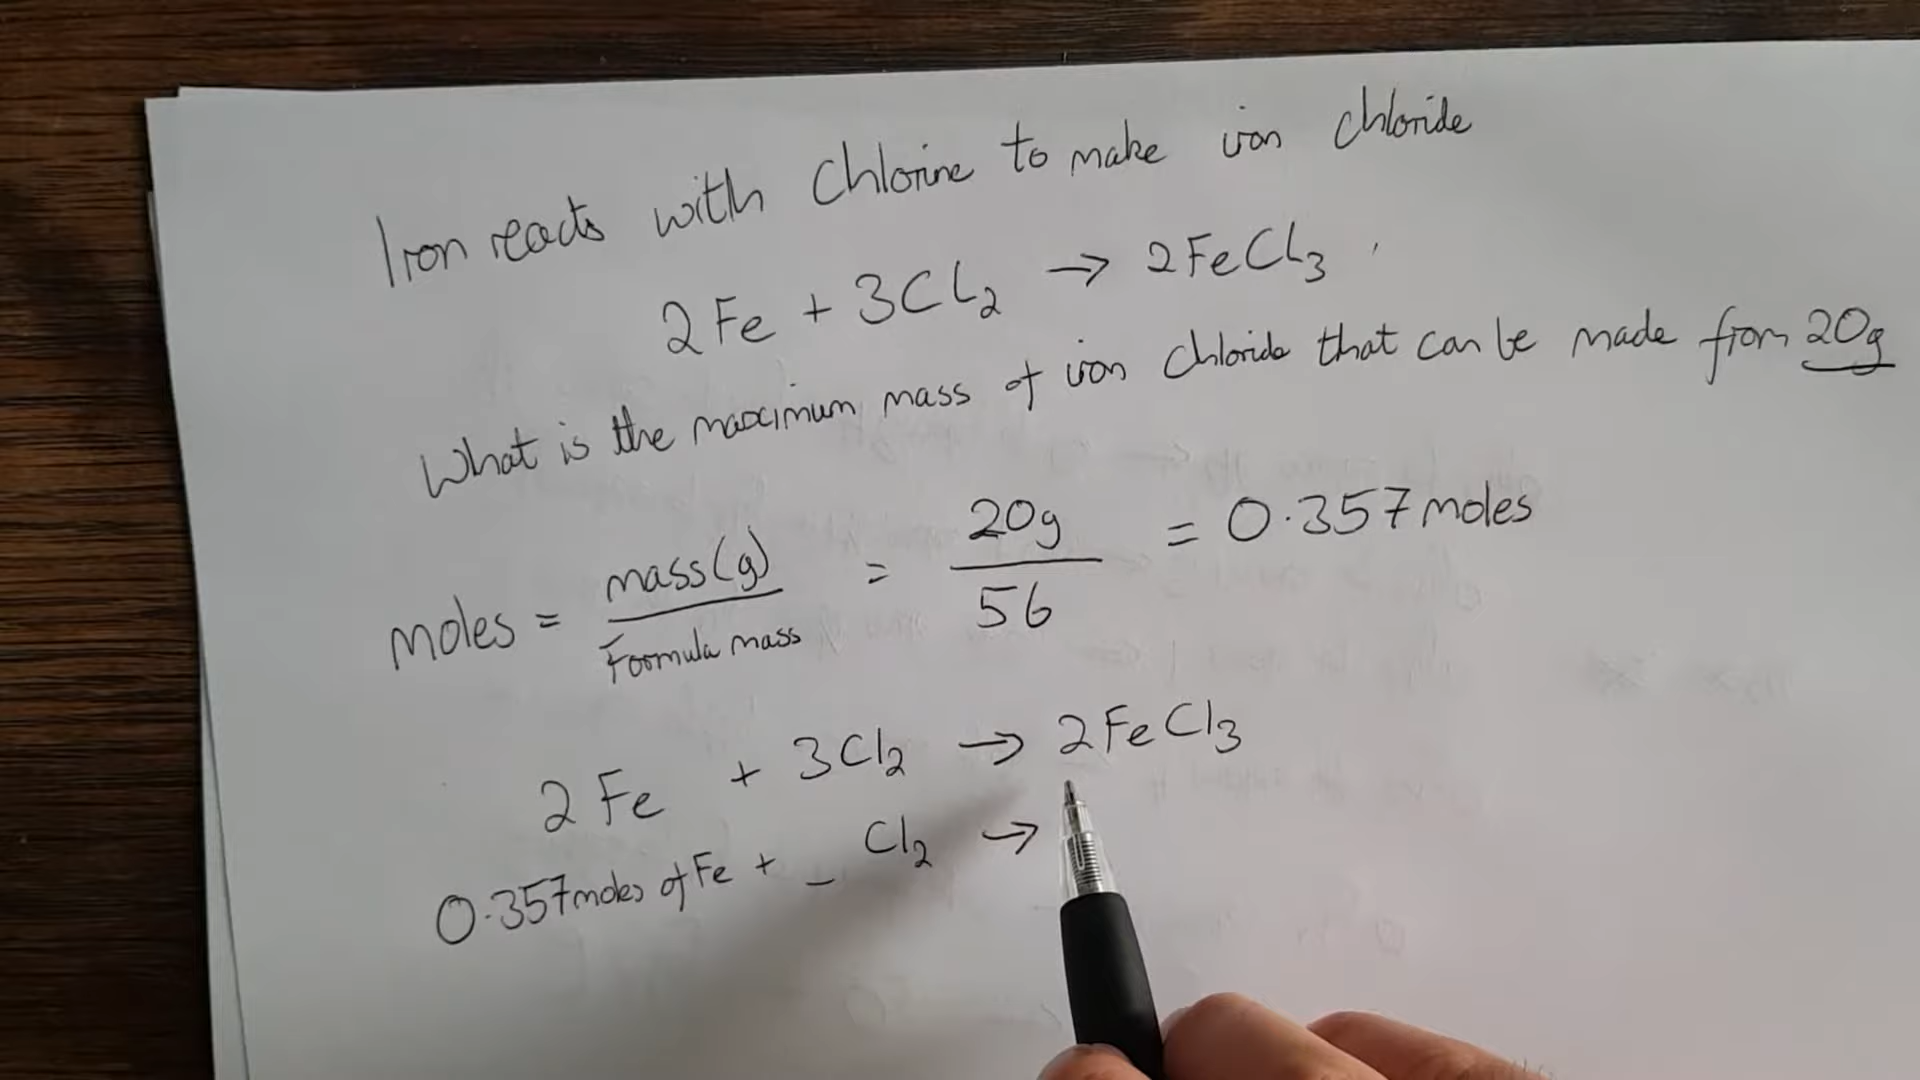 Iron reacts with Chlorine to make iron chloride
2Fe + 3Cl₂ → 2FeCl₃
What is the maximum mass of iron chloride that can be made from 20g
moles = mass(g) / Formula mass = 20g / 56 = 0.357 moles
2Fe + 3Cl₂ → 2FeCl₃
0.357 moles of Fe + _ Cl₂ →